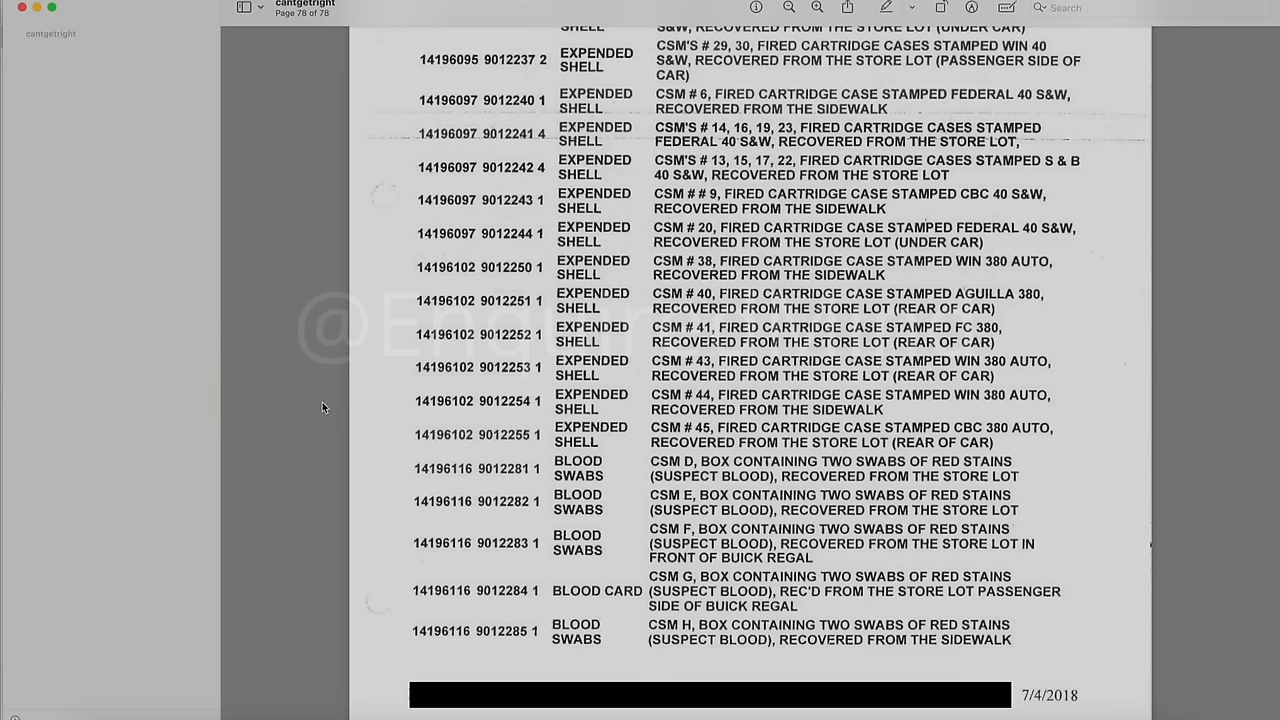 cantgetright
Page 78 of 78
Search
cantgetright
SHELL S&W, RECOVERED FROM THE STORE LOT (UNDER CAR)
14196095 9012237 2 EXPENDED SHELL CSM'S # 29, 30, FIRED CARTRIDGE CASES STAMPED WIN 40
S&W, RECOVERED FROM THE STORE LOT (PASSENGER SIDE OF
CAR)
14196097 9012240 1 EXPENDED SHELL CSM # 6, FIRED CARTRIDGE CASE STAMPED FEDERAL 40 S&W,
RECOVERED FROM THE SIDEWALK
14196097 9012241 4 EXPENDED SHELL CSM'S # 14, 16, 19, 23, FIRED CARTRIDGE CASES STAMPED
FEDERAL 40 S&W, RECOVERED FROM THE STORE LOT,
14196097 9012242 4 EXPENDED SHELL CSM'S # 13, 15, 17, 22, FIRED CARTRIDGE CASES STAMPED S & B
40 S&W, RECOVERED FROM THE STORE LOT
14196097 9012243 1 EXPENDED SHELL CSM # # 9, FIRED CARTRIDGE CASE STAMPED CBC 40 S&W,
RECOVERED FROM THE SIDEWALK
14196097 9012244 1 EXPENDED SHELL CSM # 20, FIRED CARTRIDGE CASE STAMPED FEDERAL 40 S&W,
RECOVERED FROM THE STORE LOT (UNDER CAR)
14196102 9012250 1 EXPENDED SHELL CSM # 38, FIRED CARTRIDGE CASE STAMPED WIN 380 AUTO,
RECOVERED FROM THE SIDEWALK
14196102 9012251 1 EXPENDED SHELL CSM # 40, FIRED CARTRIDGE CASE STAMPED AGUILLA 380,
RECOVERED FROM THE STORE LOT (REAR OF CAR)
14196102 9012252 1 EXPENDED SHELL CSM # 41, FIRED CARTRIDGE CASE STAMPED FC 380,
RECOVERED FROM THE STORE LOT (REAR OF CAR)
14196102 9012253 1 EXPENDED SHELL CSM # 43, FIRED CARTRIDGE CASE STAMPED WIN 380 AUTO,
RECOVERED FROM THE STORE LOT (REAR OF CAR)
14196102 9012254 1 EXPENDED SHELL CSM # 44, FIRED CARTRIDGE CASE STAMPED WIN 380 AUTO,
RECOVERED FROM THE SIDEWALK
14196102 9012255 1 EXPENDED SHELL CSM # 45, FIRED CARTRIDGE CASE STAMPED CBC 380 AUTO,
RECOVERED FROM THE STORE LOT (REAR OF CAR)
14196116 9012281 1 BLOOD SWABS CSM D, BOX CONTAINING TWO SWABS OF RED STAINS
(SUSPECT BLOOD), RECOVERED FROM THE STORE LOT
14196116 9012282 1 BLOOD SWABS CSM E, BOX CONTAINING TWO SWABS OF RED STAINS
(SUSPECT BLOOD), RECOVERED FROM THE STORE LOT
14196116 9012283 1 BLOOD SWABS CSM F, BOX CONTAINING TWO SWABS OF RED STAINS
(SUSPECT BLOOD), RECOVERED FROM THE STORE LOT IN
FRONT OF BUICK REGAL
14196116 9012284 1 BLOOD CARD CSM G, BOX CONTAINING TWO SWABS OF RED STAINS
(SUSPECT BLOOD), REC'D FROM THE STORE LOT PASSENGER
SIDE OF BUICK REGAL
14196116 9012285 1 BLOOD SWABS CSM H, BOX CONTAINING TWO SWABS OF RED STAINS
(SUSPECT BLOOD), RECOVERED FROM THE SIDEWALK
7/4/2018